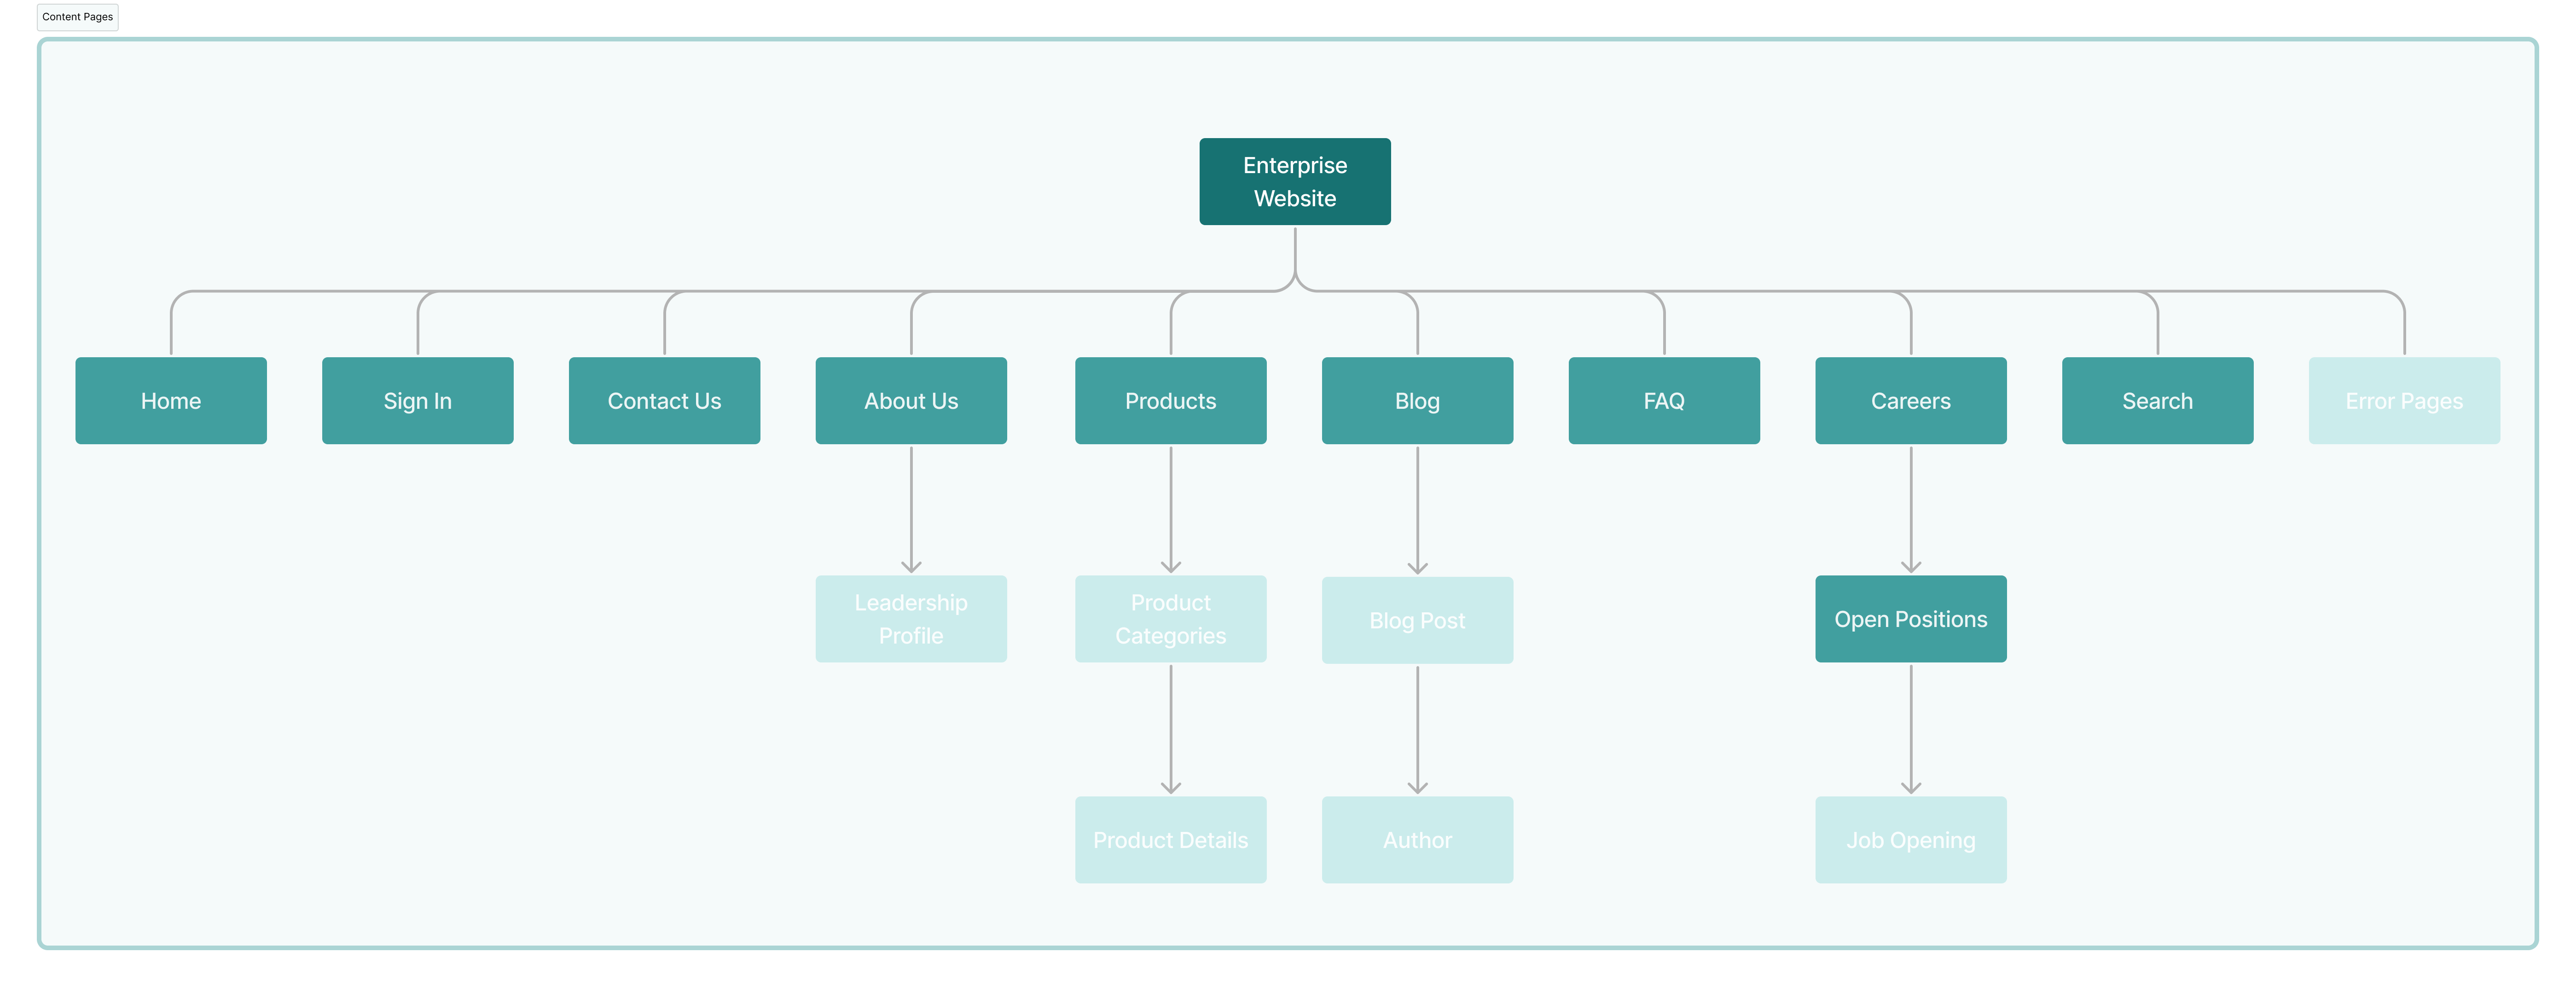 Content Pages
Enterprise
Website
Home
Sign In
Contact Us
About Us
Products
Blog
FAQ
Careers
Search
Error Pages
Leadership
Profile
Product
Categories
Blog Post
Open Positions
Product Details
Author
Job Opening